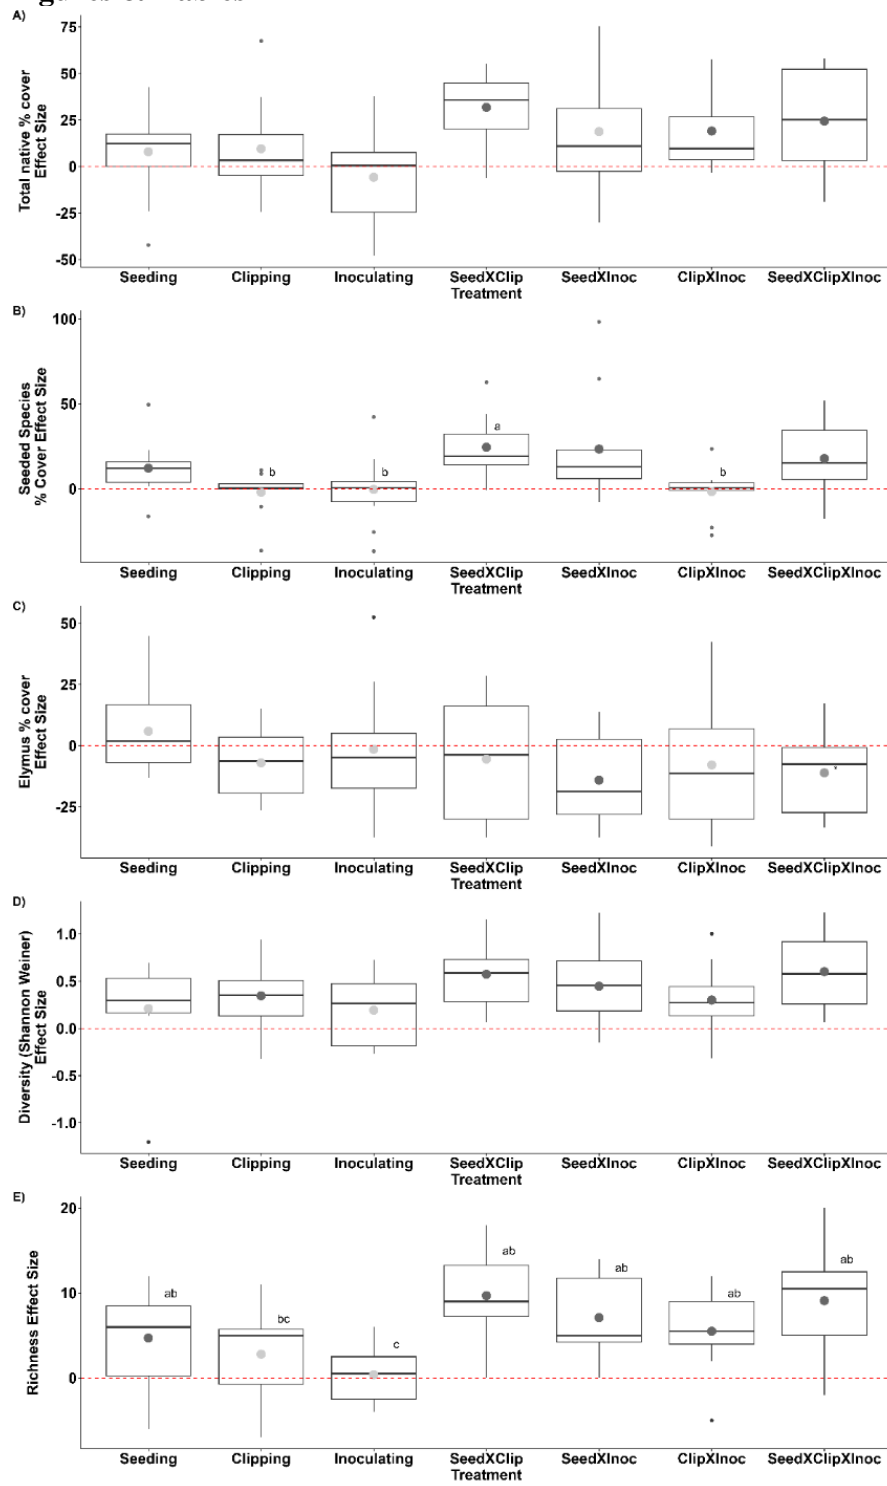 A)
75
50
25
0
-25
-50
Total native % cover
Effect Size
Seeding Clipping Inoculating SeedXClip SeedXInoc ClipXInoc SeedXClipXInoc
Treatment
B)
100
50
0
Seeded Species
% Cover Effect Size
b b a b
Seeding Clipping Inoculating SeedXClip SeedXInoc ClipXInoc SeedXClipXInoc
Treatment
C)
50
25
0
-25
Elymus % cover
Effect Size
*
Seeding Clipping Inoculating SeedXClip SeedXInoc ClipXInoc SeedXClipXInoc
Treatment
D)
1.0
0.5
0.0
-0.5
-1.0
Diversity (Shannon Weiner)
Effect Size
Seeding Clipping Inoculating SeedXClip SeedXInoc ClipXInoc SeedXClipXInoc
Treatment
E)
20
10
0
Richness Effect Size
ab bc c ab ab ab ab
Seeding Clipping Inoculating SeedXClip SeedXInoc ClipXInoc SeedXClipXInoc
Treatment